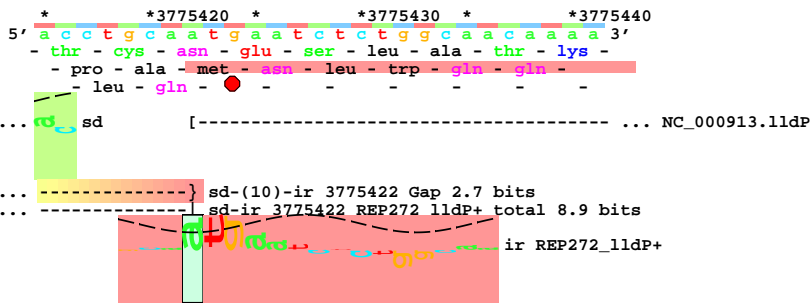 * *3775420 * *3775430 * *3775440
5' a c c t g c a a t g a a t c t c t g g c a a c a a a a 3'
- thr - cys - asn - glu - ser - leu - ala - thr - lys -
- pro - ala - met - asn - leu - trp - gln - gln -
- leu - gln - - - - - - -
... a c sd [--------------------------------------- ... NC_000913.lldP
... --------------} sd-(10)-ir 3775422 Gap 2.7 bits
... --------------| sd-ir 3775422 REP272 lldP+ total 8.9 bits
a t g a a ir REP272_lldP+